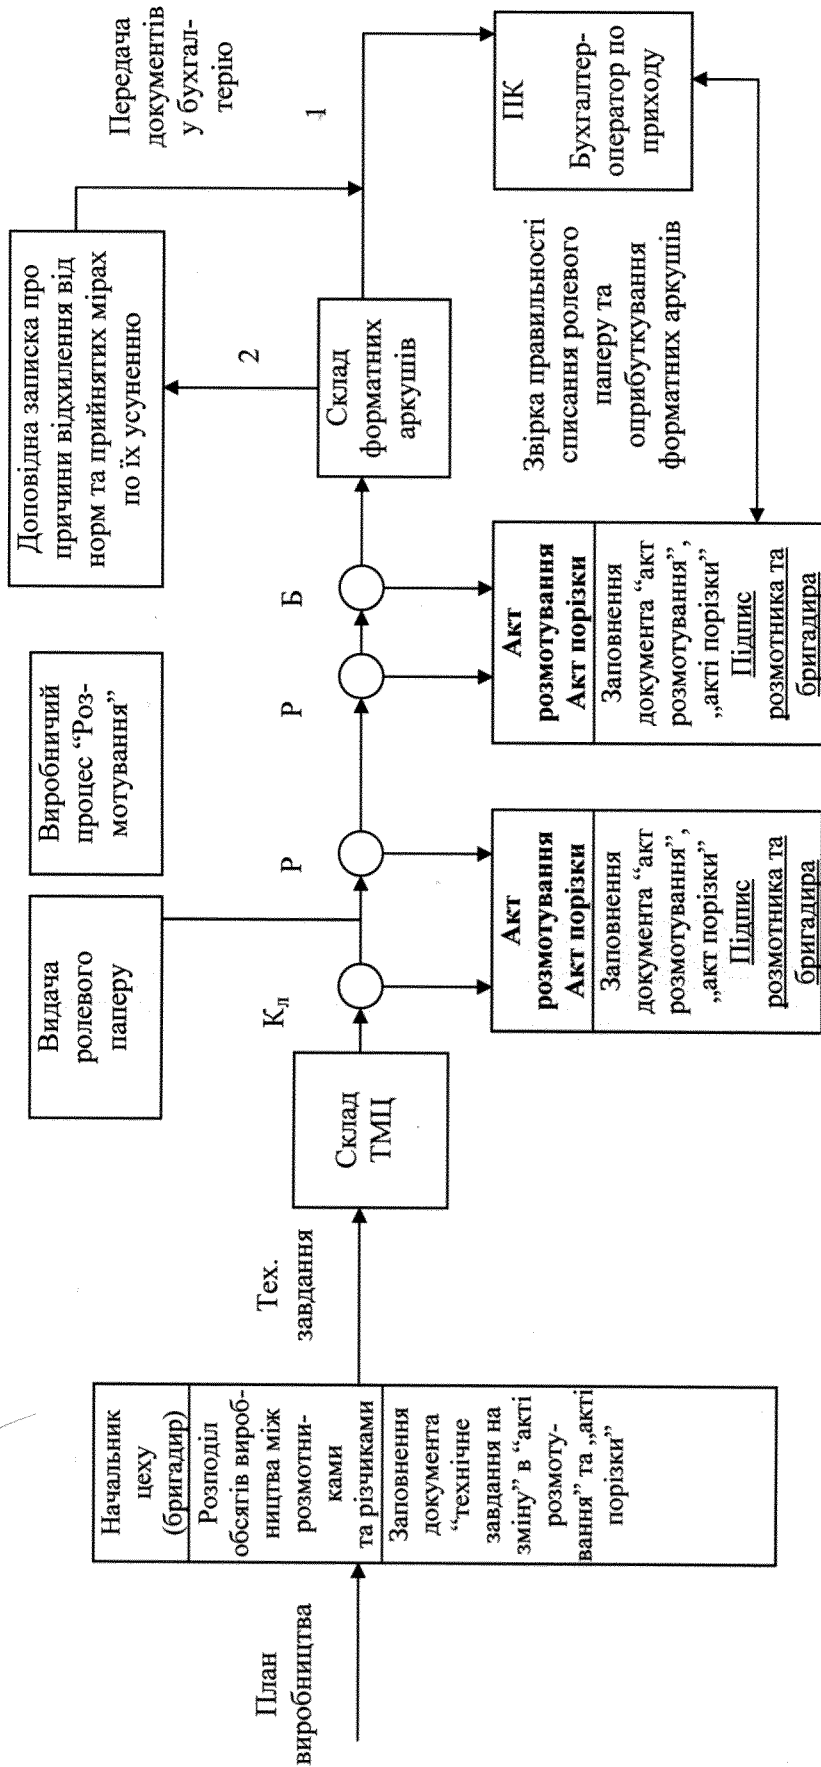 План
виробництва
Начальник
цеху
(бригадир)
Розподіл
обсягів вироб-
ництва між
розмотни-
ками
та різчиками
Заповнення
документа
“технічне
завдання на
зміну” в “акті
розмоту-
вання” та „акті
порізки”
Тех.
завдання
Склад
ТМЦ
Видача
ролевого
паперу
Виробничий
процес “Роз-
мотування”
Кл
Р
Р
Б
Акт
розмотування
Акт порізки
Заповнення
документа “акт
розмотування”,
„акт порізки”
Підпис
розмотника та
бригадира
Акт
розмотування
Акт порізки
Заповнення
документа “акт
розмотування”,
„акті порізки”
Підпис
розмотника та
бригадира
Склад
форматних
аркушів
2
Доповідна записка про
причини відхилення від
норм та прийнятих мірах
по їх усуненню
Передача
документів
у бухгал-
терію
1
ПК
Бухгалтер-
оператор по
приходу
Звірка правильності
списання ролевого
паперу та
оприбуткування
форматних аркушів